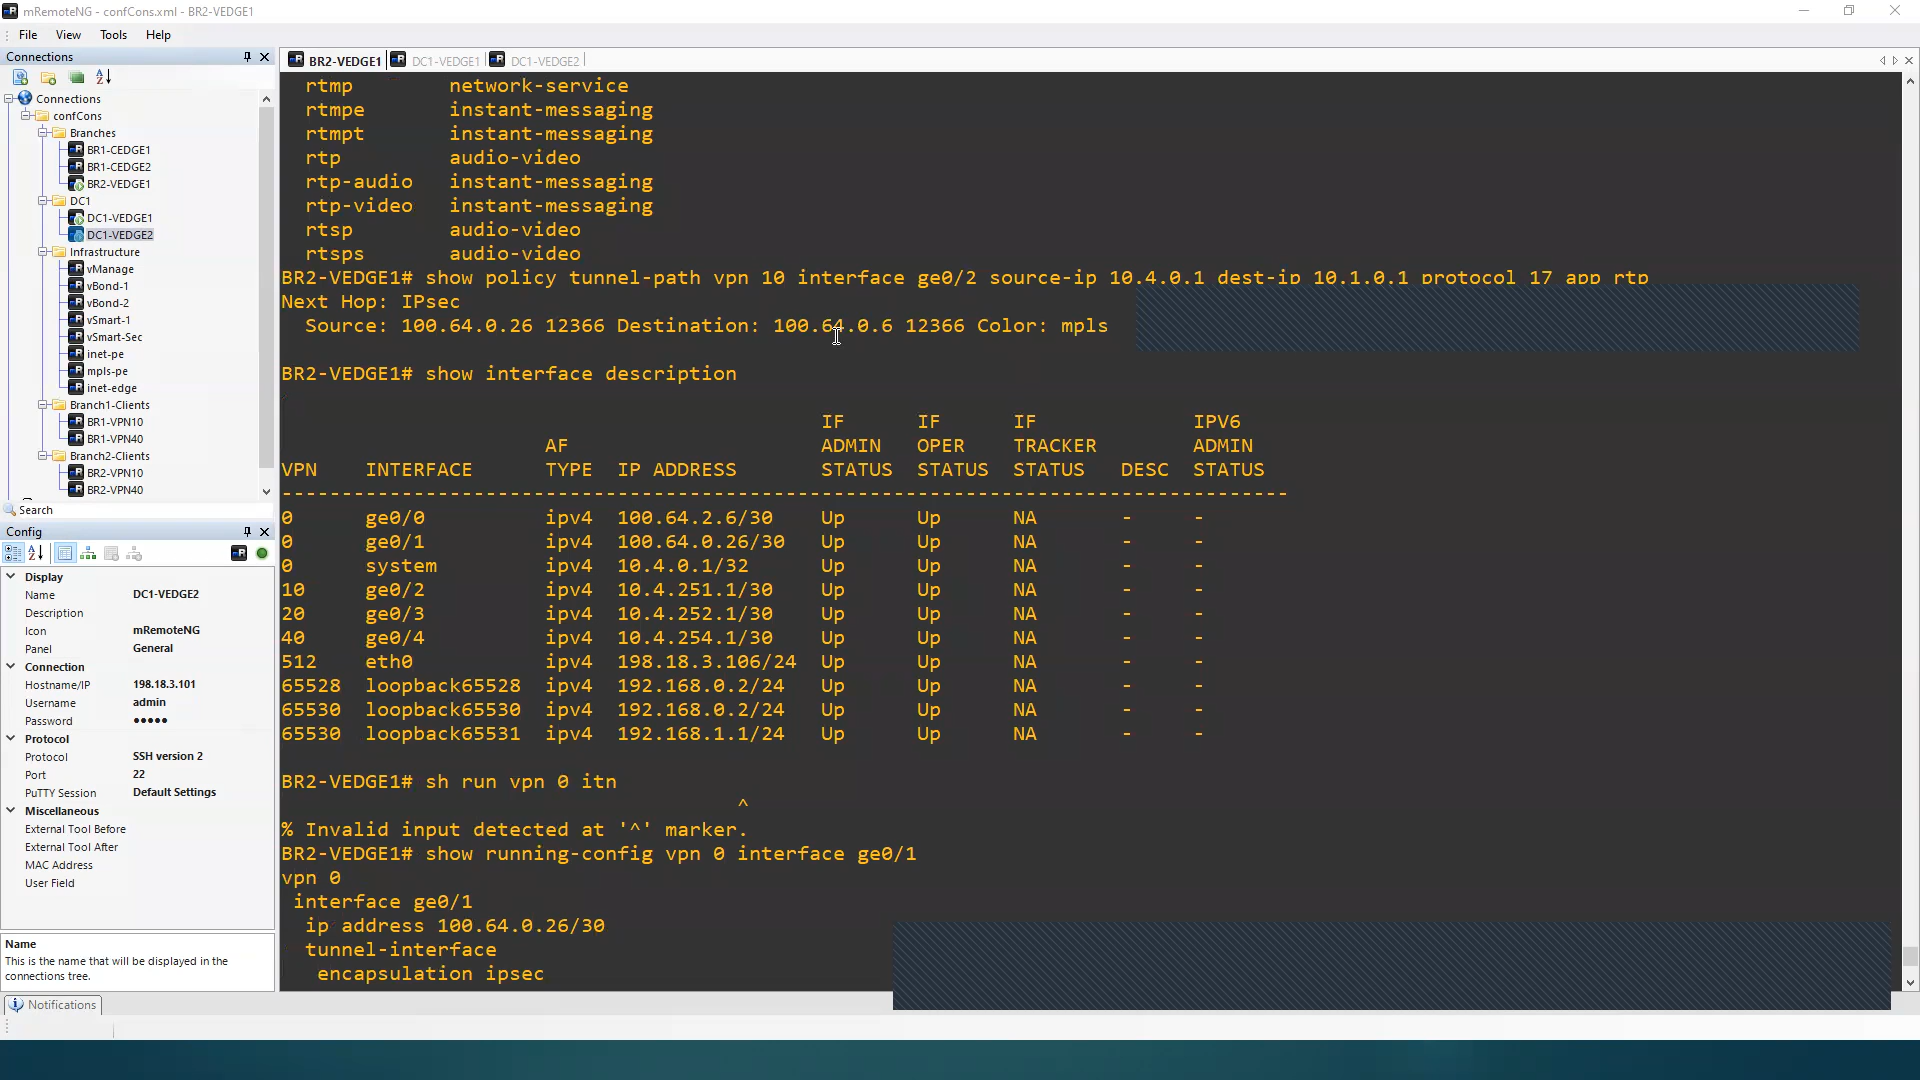 mRemoteNG - confCons.xml - BR2-VEDGE1
File View Tools Help
Connections
Connections
confCons
Branches
BR1-CEDGE1
BR1-CEDGE2
BR2-VEDGE1
DC1
DC1-VEDGE1
DC1-VEDGE2
Infrastructure
vManage
vBond-1
vBond-2
vSmart-1
vSmart-Sec
inet-pe
mpls-pe
inet-edge
Branch1-Clients
BR1-VPN10
BR1-VPN40
Branch2-Clients
BR2-VPN10
BR2-VPN40
Search
Config
Display
Name DC1-VEDGE2
Description
Icon mRemoteNG
Panel General
Connection
Hostname/IP 198.18.3.101
Username admin
Password •••••
Protocol
Protocol SSH version 2
Port 22
PuTTY Session Default Settings
Miscellaneous
External Tool Before
External Tool After
MAC Address
User Field
Name
This is the name that will be displayed in the
connections tree.
Notifications
BR2-VEDGE1 DC1-VEDGE1 DC1-VEDGE2
rtmp network-service
rtmpe instant-messaging
rtmpt instant-messaging
rtp audio-video
rtp-audio instant-messaging
rtp-video instant-messaging
rtsp audio-video
rtsps audio-video
BR2-VEDGE1# show policy tunnel-path vpn 10 interface ge0/2 source-ip 10.4.0.1 dest-ip 10.1.0.1 protocol 17 app rtp
Next Hop: IPsec
Source: 100.64.0.26 12366 Destination: 100.64.0.6 12366 Color: mpls
BR2-VEDGE1# show interface description
IF IF IF IPV6
AF ADMIN OPER TRACKER ADMIN
VPN INTERFACE TYPE IP ADDRESS STATUS STATUS STATUS DESC STATUS
------------------------------------------------------------------------------------
0 ge0/0 ipv4 100.64.2.6/30 Up Up NA - -
0 ge0/1 ipv4 100.64.0.26/30 Up Up NA - -
0 system ipv4 10.4.0.1/32 Up Up NA - -
10 ge0/2 ipv4 10.4.251.1/30 Up Up NA - -
20 ge0/3 ipv4 10.4.252.1/30 Up Up NA - -
40 ge0/4 ipv4 10.4.254.1/30 Up Up NA - -
512 eth0 ipv4 198.18.3.106/24 Up Up NA - -
65528 loopback65528 ipv4 192.168.0.2/24 Up Up NA - -
65530 loopback65530 ipv4 192.168.0.2/24 Up Up NA - -
65530 loopback65531 ipv4 192.168.1.1/24 Up Up NA - -
BR2-VEDGE1# sh run vpn 0 itn
^
% Invalid input detected at '^' marker.
BR2-VEDGE1# show running-config vpn 0 interface ge0/1
vpn 0
interface ge0/1
ip address 100.64.0.26/30
tunnel-interface
encapsulation ipsec